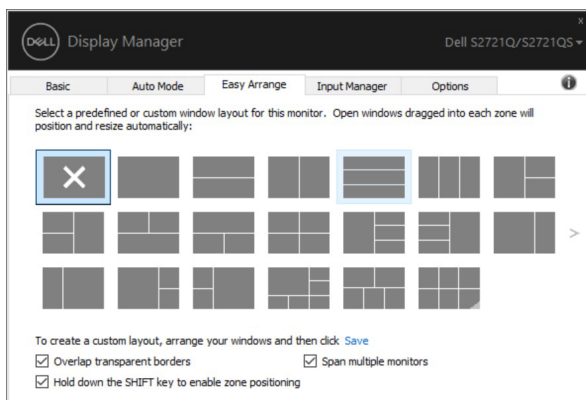 x
DELL Display Manager Dell S2721Q/S2721QS
Basic Auto Mode Easy Arrange Input Manager Options i
Select a predefined or custom window layout for this monitor. Open windows dragged into each zone will
position and resize automatically:
>
To create a custom layout, arrange your windows and then click Save
Overlap transparent borders Span multiple monitors
Hold down the SHIFT key to enable zone positioning